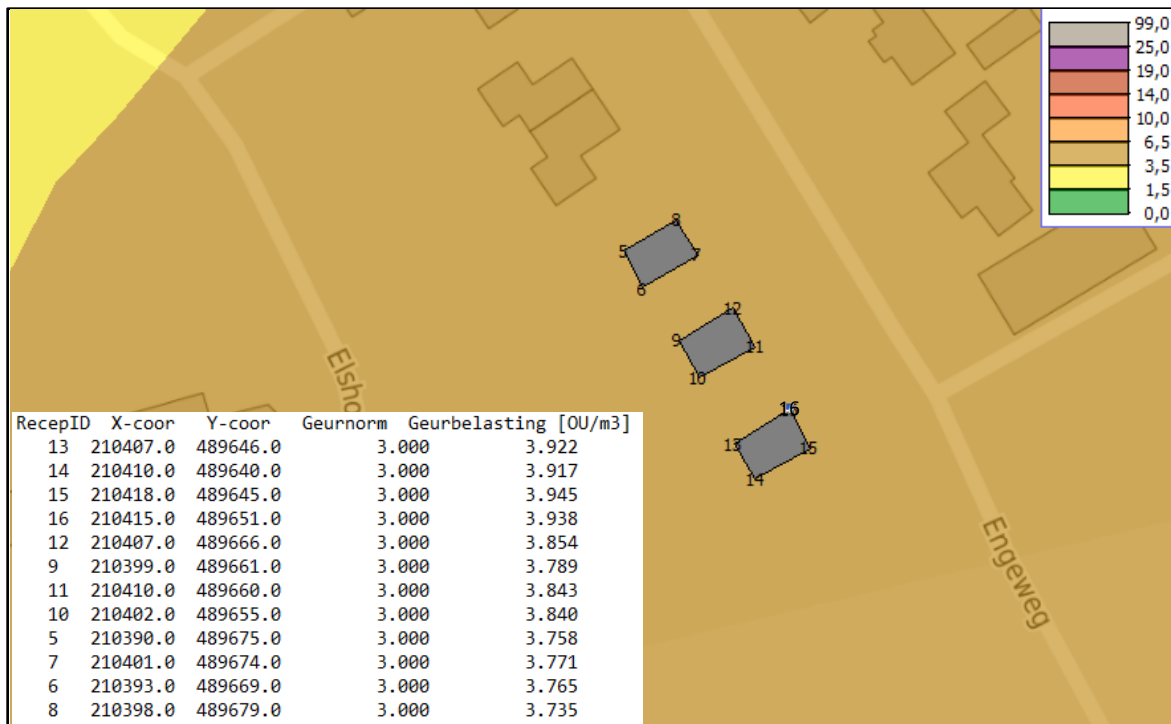 99,0
25,0
19,0
14,0
10,0
6,5
3,5
1,5
0,0
8
5
7
6
12
9
11
10
16
13
15
14
Elsho
Engeweg
RecepID X-coor Y-coor Geurnorm Geurbelasting [OU/m3]
13 210407.0 489646.0 3.000 3.922
14 210410.0 489640.0 3.000 3.917
15 210418.0 489645.0 3.000 3.945
16 210415.0 489651.0 3.000 3.938
12 210407.0 489666.0 3.000 3.854
9 210399.0 489661.0 3.000 3.789
11 210410.0 489660.0 3.000 3.843
10 210402.0 489655.0 3.000 3.840
5 210390.0 489675.0 3.000 3.758
7 210401.0 489674.0 3.000 3.771
6 210393.0 489669.0 3.000 3.765
8 210398.0 489679.0 3.000 3.735